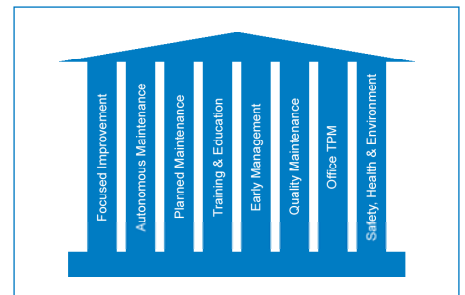 Focused Improvement
Autonomous Maintenance
Planned Maintenance
Training & Education
Early Management
Quality Maintenance
Office TPM
Safety, Health & Environment